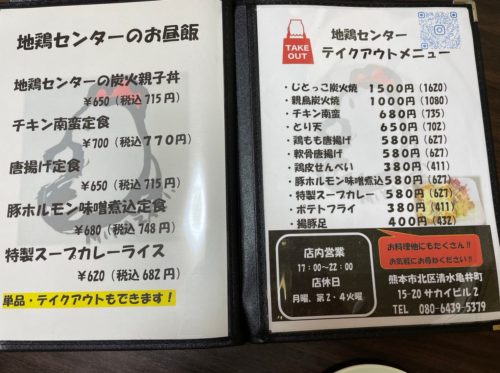 地鶏センターのお昼飯
地鶏センターの炭火親子丼
￥650(税込 715円)
チキン南蛮定食
￥700(税込770円)
唐揚げ定食
￥650(税込 715円)
豚ホルモン味噌煮込定食
￥680(税込 748円)
特製スープカレーライス
￥620(税込 682円)
単品・テイクアウトもできます！
TAKE OUT
地鶏センター
テイクアウトメニュー
・じとっこ炭火焼 1500円(1620)
・親鳥炭火焼 1000円(1080)
・チキン南蛮 680円(735)
・とり天 650円(702)
・鶏もも唐揚げ 580円(627)
・軟骨唐揚げ 580円(627)
・鶏皮せんべい 380円(411)
・豚ホルモン味噌煮込580円(627)
・特製スープカレー 580円(627)
・ポテトフライ 380円(411)
・揚豚足 400円(432)
お料理他にもたくさん!!
お気軽にお尋ねください!!
店内営業
17：00～22：00
店休日
月曜、第2・4火曜
熊本市北区清水亀井町
15-20 サカイビル2
TEL 080-6439-5379